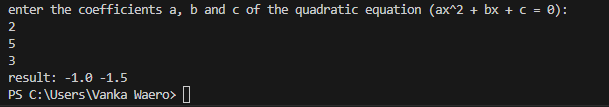 enter the coefficients a, b and c of the quadratic equation (ax^2 + bx + c = 0):
2
5
3
result: -1.0 -1.5
PS C:\Users\Vanka Waero>